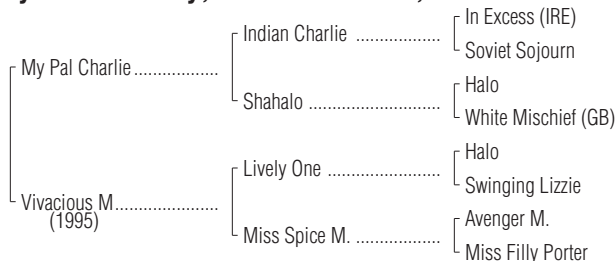 In Excess (IRE)
Indian Charlie ..................
Soviet Sojourn
My Pal Charlie ..................
Halo
Shahalo ............................
White Mischief (GB)
Halo
Lively One .........................
Swinging Lizzie
Vivacious M......................
(1995)
Avenger M.
Miss Spice M. ..................
Miss Filly Porter